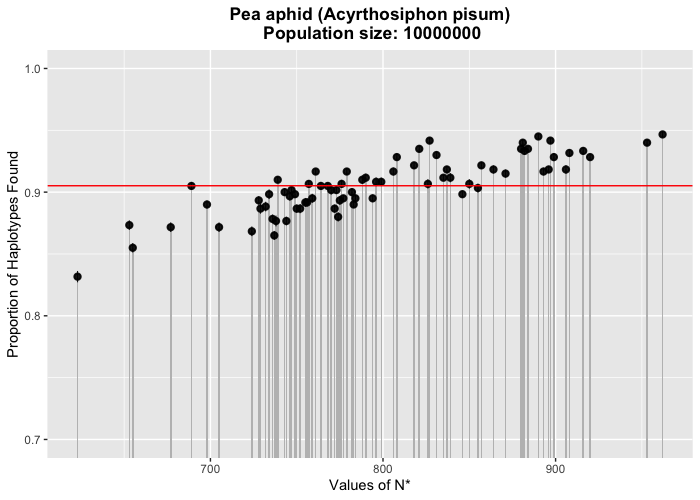 Pea aphid (Acyrthosiphon pisum)
Population size: 10000000
1.0
0.9
0.8
0.7
Proportion of Haplotypes Found
700
800
900
Values of N*